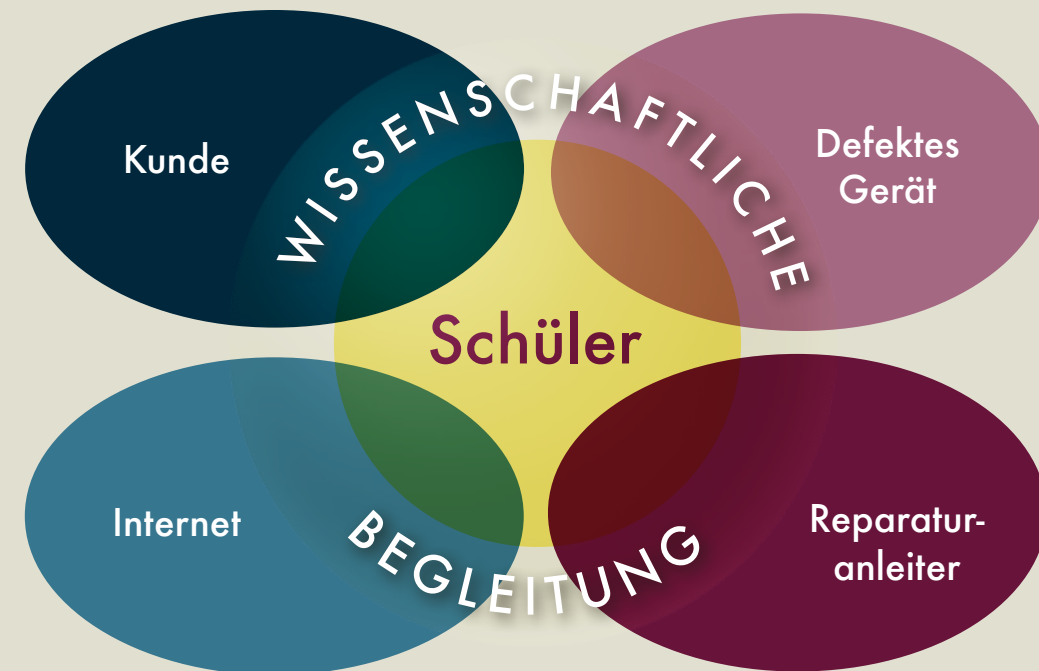 WISSENSCHAFTLICHE
Kunde
Defektes
Gerät
Schüler
Internet
Reparatur-
anleiter
BEGLEITUNG